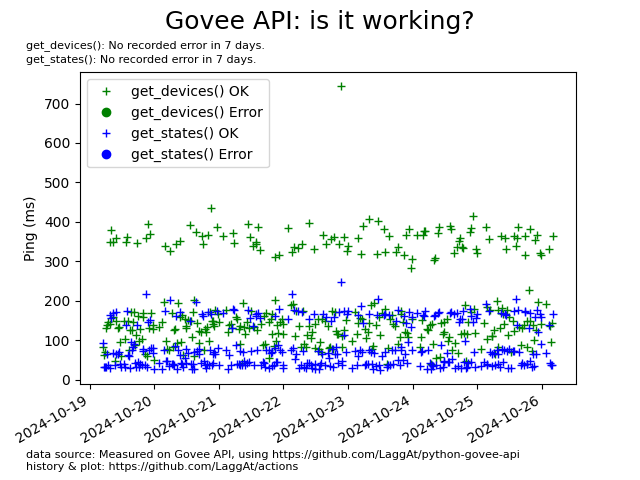 Govee API: is it working?
get_devices(): No recorded error in 7 days.
get_states(): No recorded error in 7 days.
get_devices() OK
get_devices() Error
get_states() OK
get_states() Error
Ping (ms)
700
600
500
400
300
200
100
0
2024-10-19
2024-10-20
2024-10-21
2024-10-22
2024-10-23
2024-10-24
2024-10-25
2024-10-26
data source: Measured on Govee API, using https://github.com/LaggAt/python-govee-api
history & plot: https://github.com/LaggAt/actions